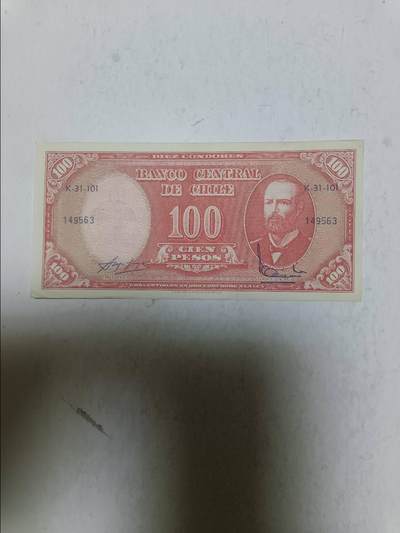 DIEZ CONDORES
100
100
BANCO CENTRAL
DE CHILE
K-31-101
K-31-101
149563
149563
100
CIEN
PESOS
100
100